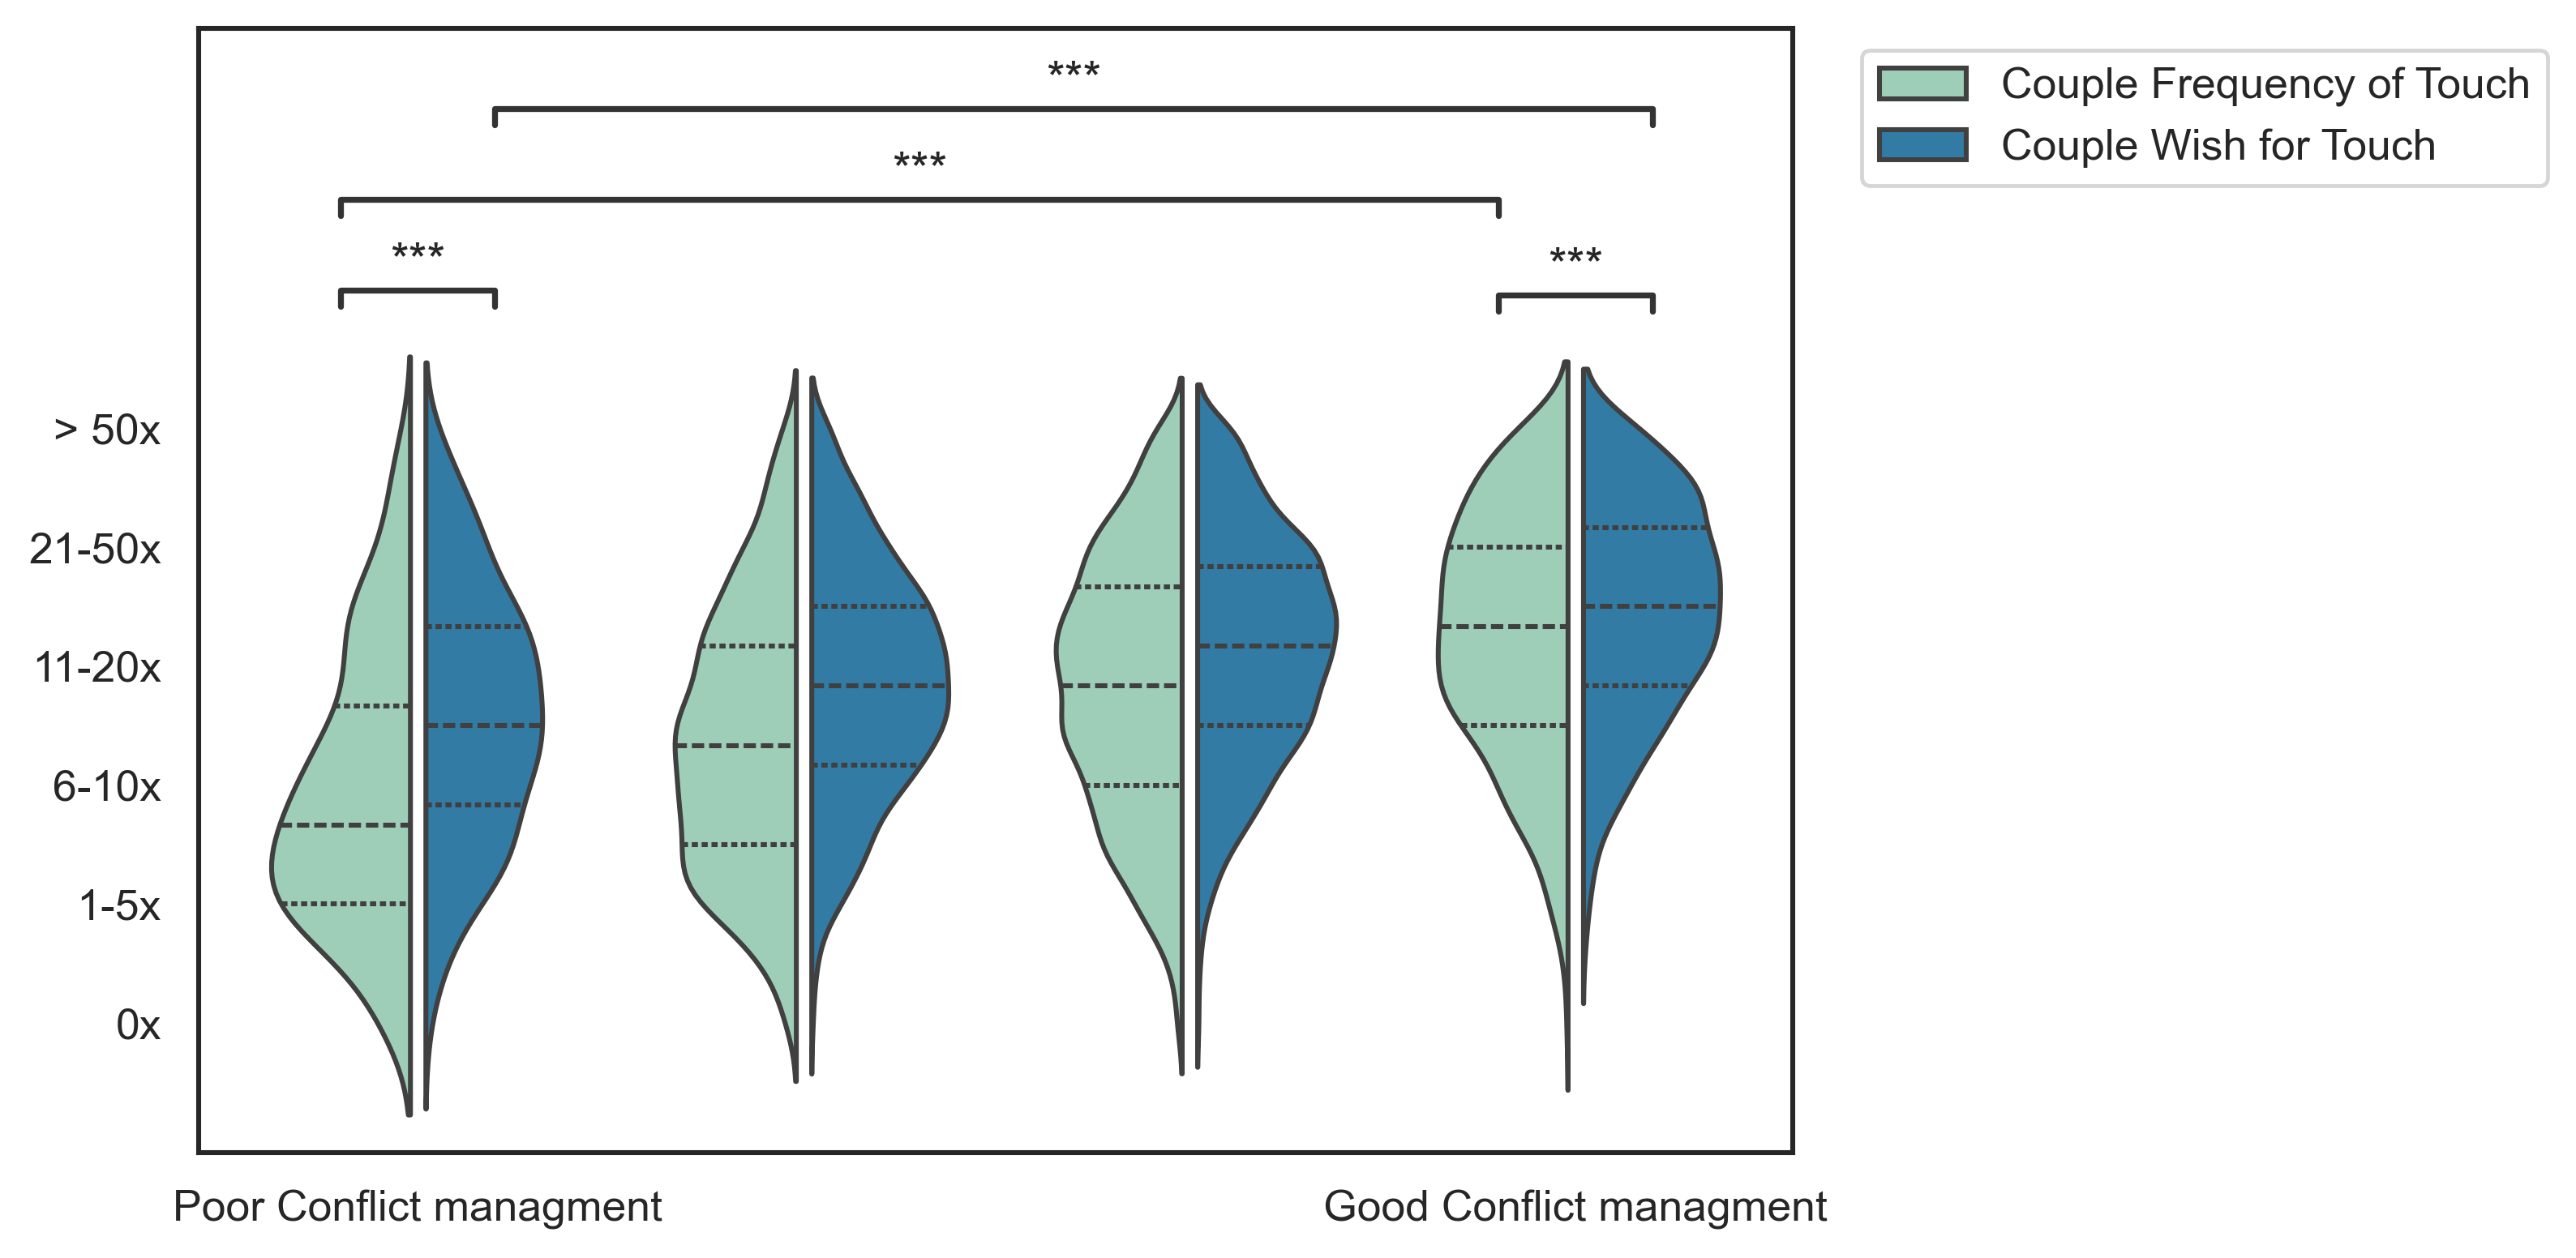 ***
***
***
***
Couple Frequency of Touch
Couple Wish for Touch
> 50x
21-50x
11-20x
6-10x
1-5x
0x
Poor Conflict managment
Good Conflict managment